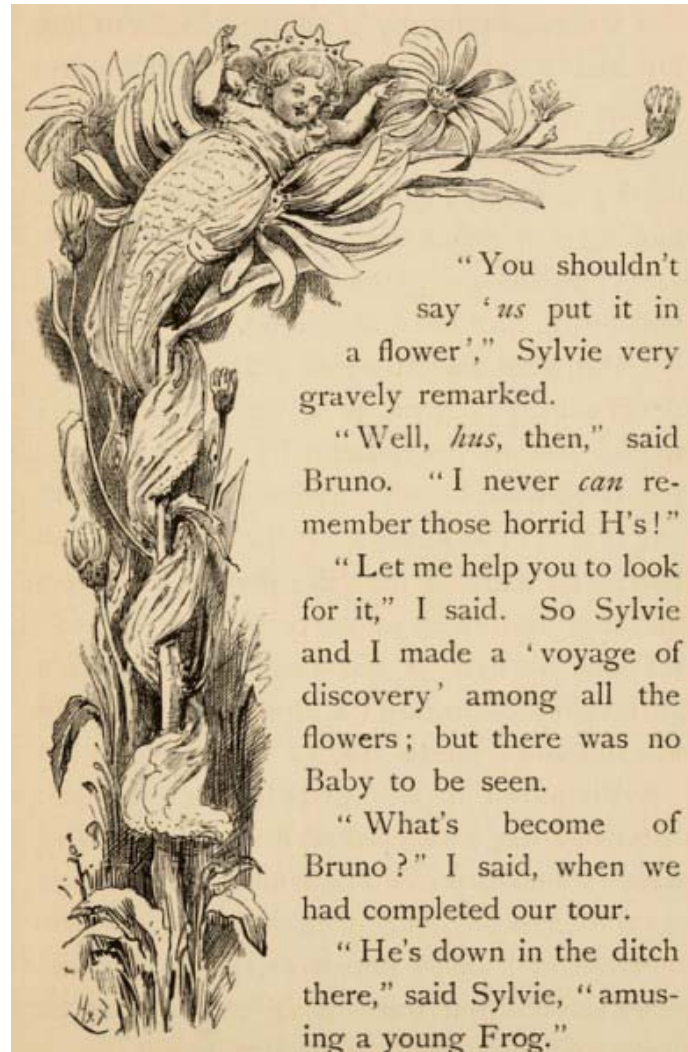 “ You shouldn't
say ‘us put it in
a flower’,” Sylvie very
gravely remarked.
“ Well, hus, then,” said
Bruno. “ I never can re-
member those horrid H's ! ”
“ Let me help you to look
for it,” I said. So Sylvie
and I made a ‘ voyage of
discovery ’ among all the
flowers ; but there was no
Baby to be seen.
“ What's become of
Bruno ? ” I said, when we
had completed our tour.
“ He's down in the ditch
there,” said Sylvie, “ amus-
ing a young Frog.”